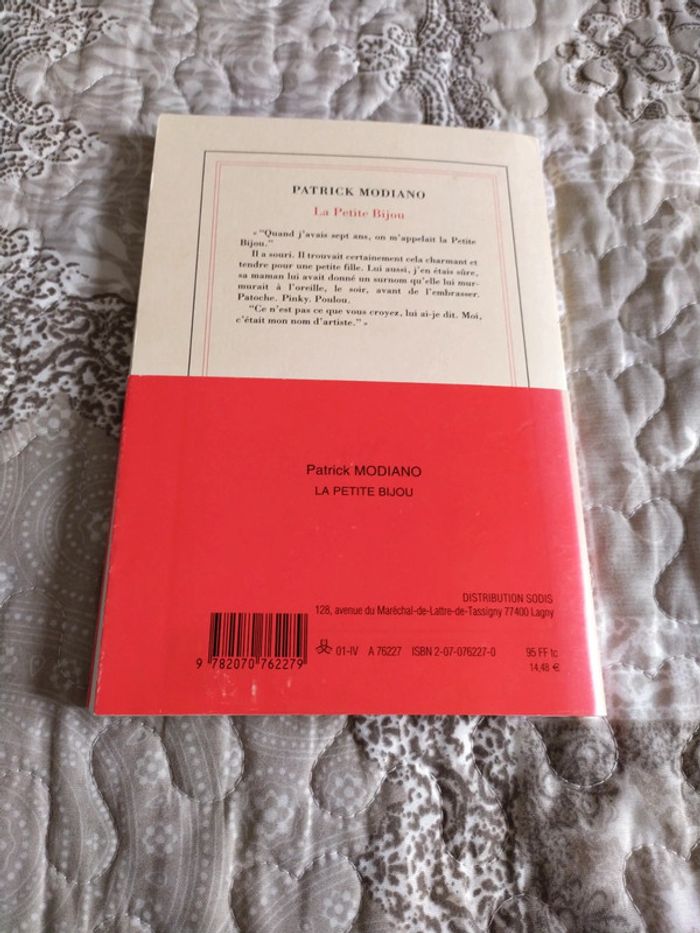 PATRICK MODIANO
La Petite Bijou
« "Quand j'avais sept ans, on m'appelait la Petite
Bijou."
Il a souri. Il trouvait certainement cela charmant et
tendre pour une petite fille. Lui aussi, j'en étais sûre,
sa maman lui avait donné un surnom qu'elle lui mur-
murait à l'oreille, le soir, avant de l'embrasser.
Patoche. Pinky. Poulou.
"Ce n'est pas ce que vous croyez, lui ai-je dit. Moi,
c'était mon nom d'artiste." »
Patrick MODIANO
LA PETITE BIJOU
DISTRIBUTION SODIS
128, avenue du Maréchal-de-Lattre-de-Tassigny 77400 Lagny
9 782070 762279
01-IV A 76227 ISBN 2-07-076227-0 95 FF tc
14,48 €